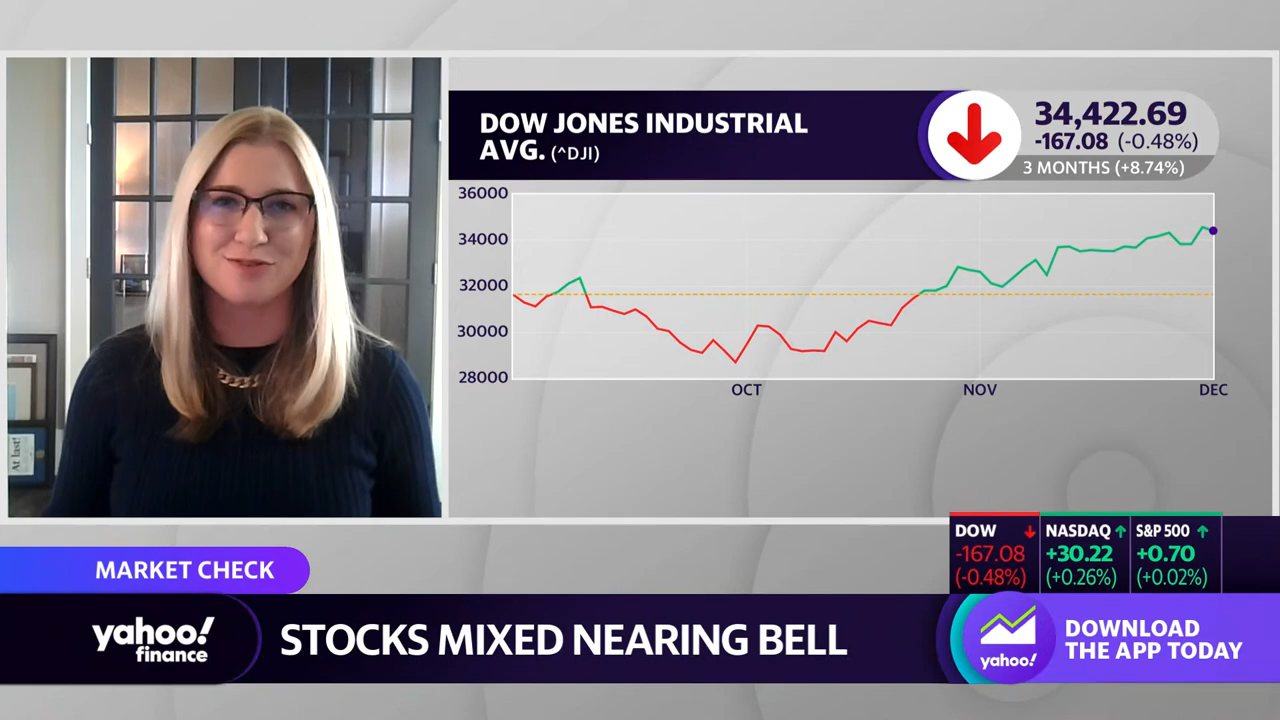 DOW JONES INDUSTRIAL
AVG. (^DJI)
34,422.69
-167.08 (-0.48%)
3 MONTHS (+8.74%)
36000
34000
32000
30000
28000
OCT
NOV
DEC
At last!
DOW
-167.08
(-0.48%)
NASDAQ
+30.22
(+0.26%)
S&P 500
+0.70
(+0.02%)
MARKET CHECK
yahoo!
finance
STOCKS MIXED NEARING BELL
yahoo!
DOWNLOAD
THE APP TODAY